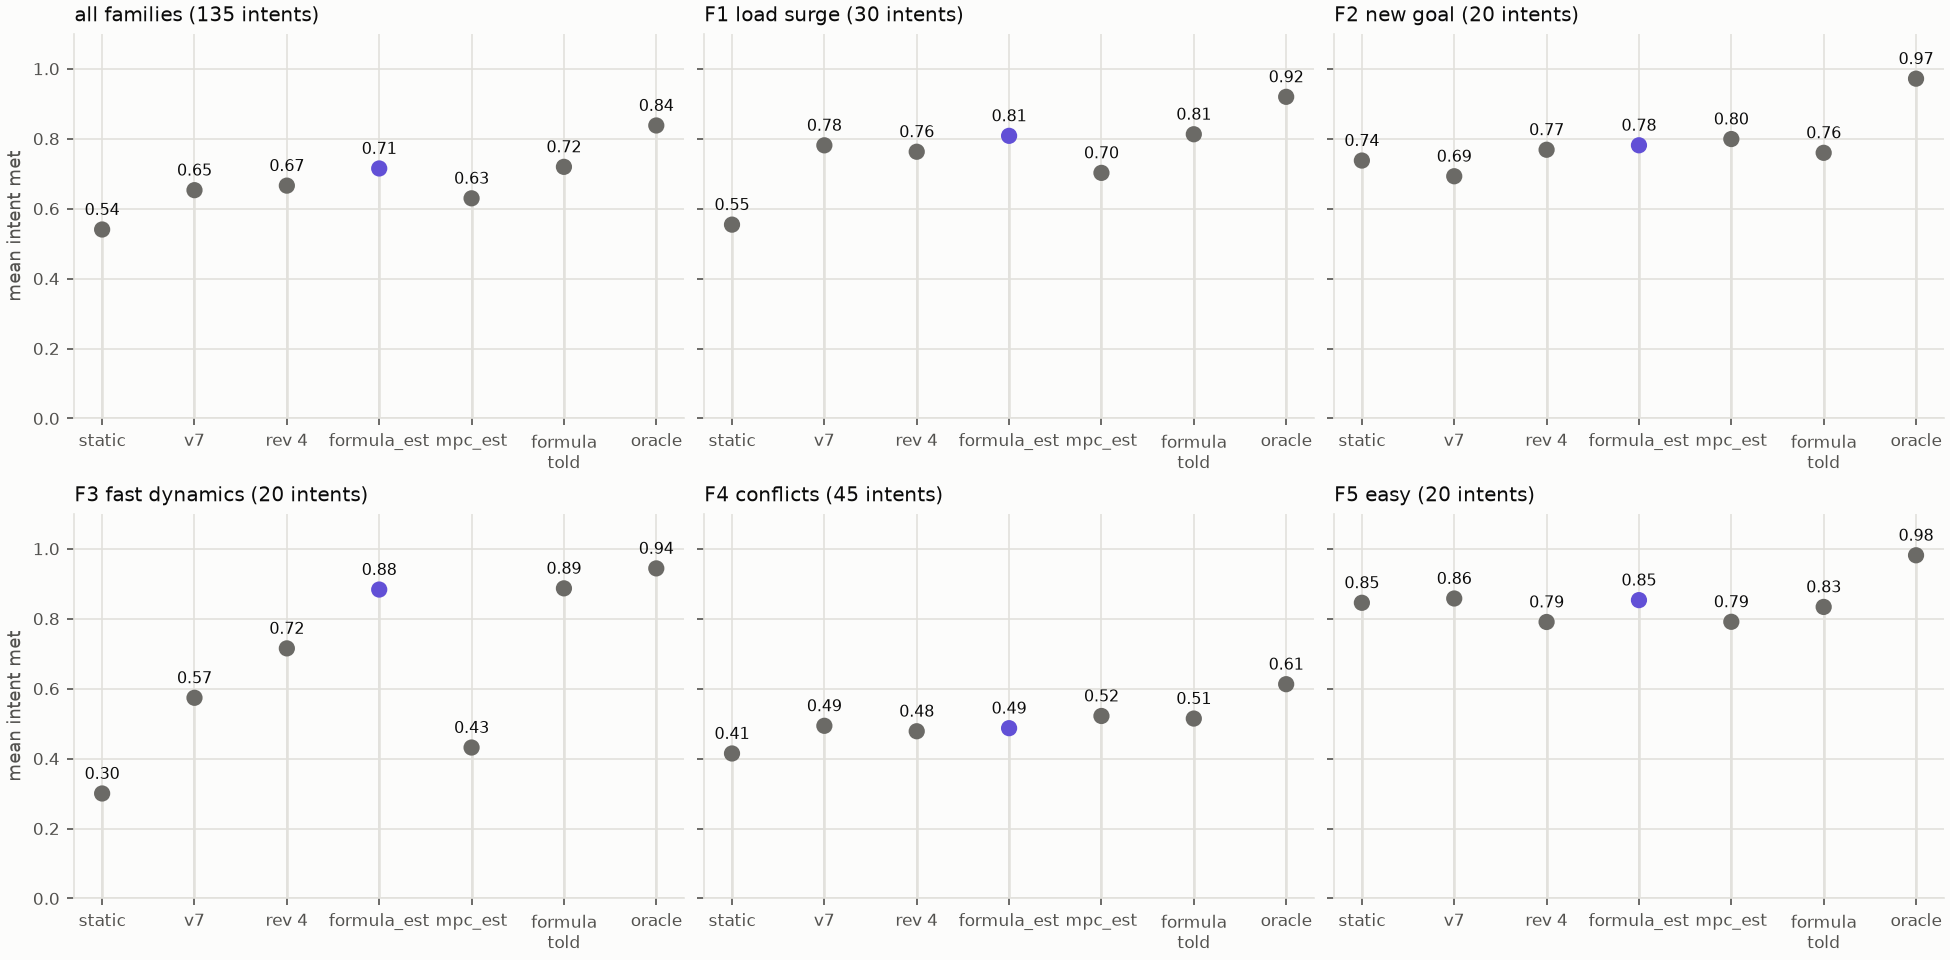 all families (135 intents)
mean intent met
1.0
0.8
0.6
0.4
0.2
0.0
0.54
0.65
0.67
0.71
0.63
0.72
0.84
static
v7
rev 4
formula_est
mpc_est
formula
told
oracle
F1 load surge (30 intents)
0.55
0.78
0.76
0.81
0.70
0.81
0.92
static
v7
rev 4
formula_est
mpc_est
formula
told
oracle
F2 new goal (20 intents)
0.74
0.69
0.77
0.78
0.80
0.76
0.97
static
v7
rev 4
formula_est
mpc_est
formula
told
oracle
F3 fast dynamics (20 intents)
mean intent met
1.0
0.8
0.6
0.4
0.2
0.0
0.30
0.57
0.72
0.88
0.43
0.89
0.94
static
v7
rev 4
formula_est
mpc_est
formula
told
oracle
F4 conflicts (45 intents)
0.41
0.49
0.48
0.49
0.52
0.51
0.61
static
v7
rev 4
formula_est
mpc_est
formula
told
oracle
F5 easy (20 intents)
0.85
0.86
0.79
0.85
0.79
0.83
0.98
static
v7
rev 4
formula_est
mpc_est
formula
told
oracle